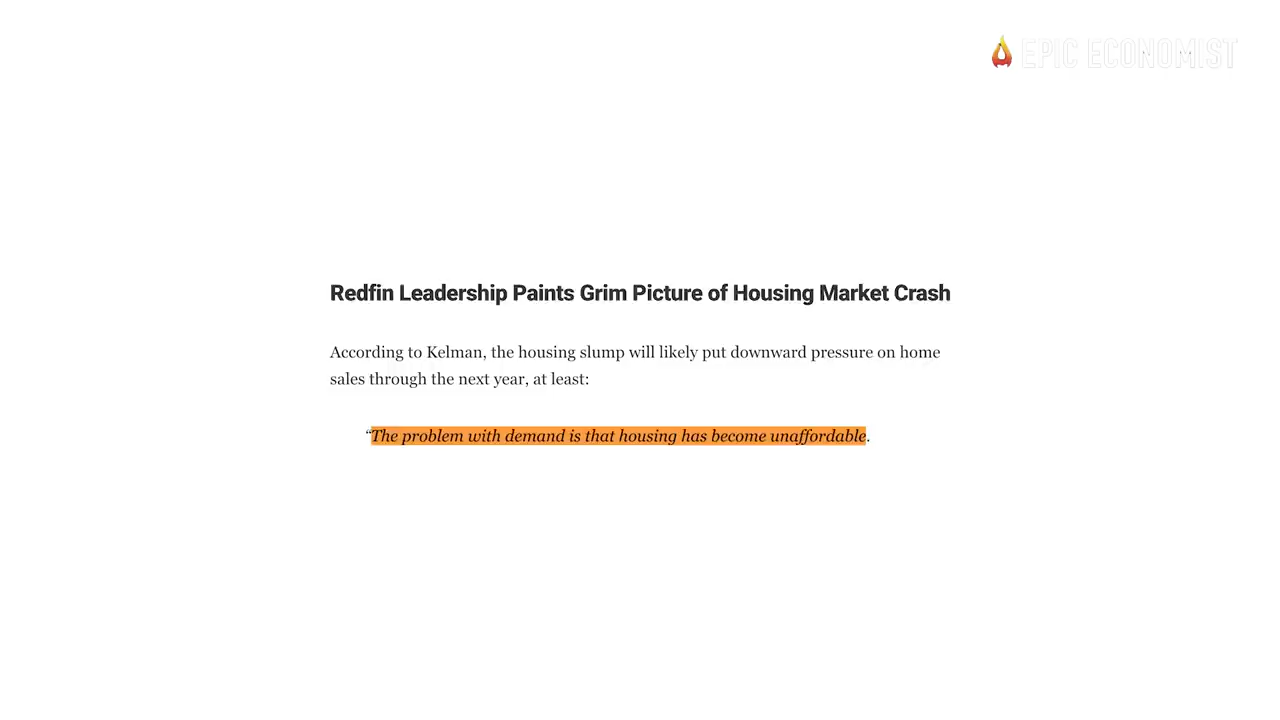 EPIC ECONOMIST
Redfin Leadership Paints Grim Picture of Housing Market Crash
According to Kelman, the housing slump will likely put downward pressure on home
sales through the next year, at least:
“The problem with demand is that housing has become unaffordable.